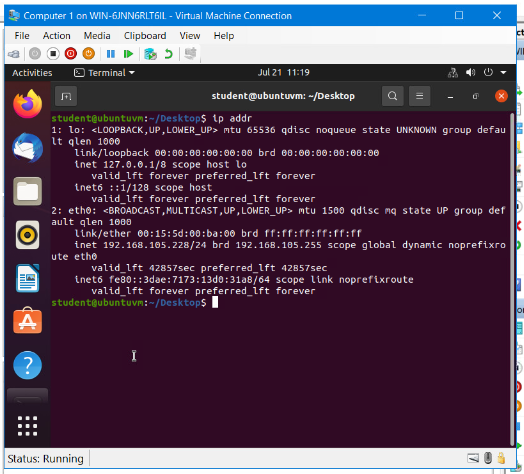 Computer 1 on WIN-6JNN6RLT6IL - Virtual Machine Connection
File Action Media Clipboard View Help
Activities Terminal Jul 21 11:19
student@ubuntuvm: ~/Desktop
student@ubuntuvm:~/Desktop$ ip addr
1: lo: <LOOPBACK,UP,LOWER_UP> mtu 65536 qdisc noqueue state UNKNOWN group defau
lt qlen 1000
link/loopback 00:00:00:00:00:00 brd 00:00:00:00:00:00
inet 127.0.0.1/8 scope host lo
valid_lft forever preferred_lft forever
inet6 ::1/128 scope host
valid_lft forever preferred_lft forever
2: eth0: <BROADCAST,MULTICAST,UP,LOWER_UP> mtu 1500 qdisc mq state UP group def
ault qlen 1000
link/ether 00:15:5d:00:ba:00 brd ff:ff:ff:ff:ff:ff
inet 192.168.105.228/24 brd 192.168.105.255 scope global dynamic noprefixro
ute eth0
valid_lft 42857sec preferred_lft 42857sec
inet6 fe80::3dae:7173:13d0:31a8/64 scope link noprefixroute
valid_lft forever preferred_lft forever
student@ubuntuvm:~/Desktop$
Status: Running